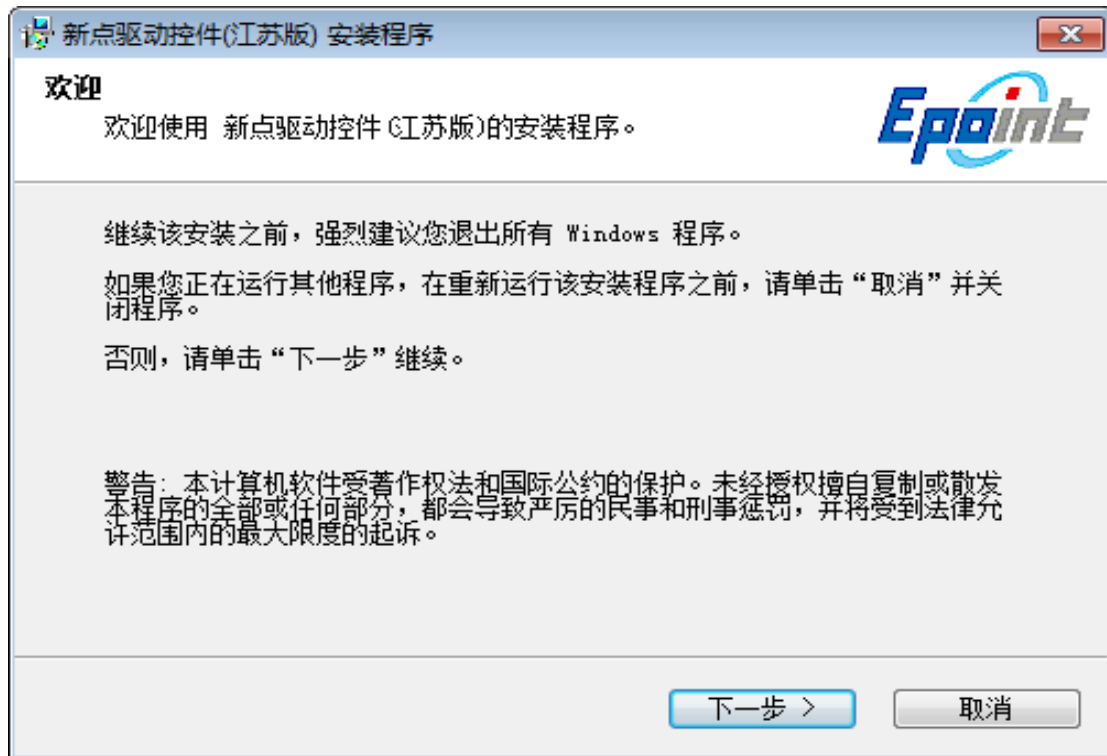 新点驱动控件(江苏版) 安装程序
欢迎
欢迎使用 新点驱动控件(江苏版)的安装程序。
Epoint
继续该安装之前，强烈建议您退出所有 Windows 程序。
如果您正在运行其他程序，在重新运行该安装程序之前，请单击“取消”并关
闭程序。
否则，请单击“下一步”继续。
警告: 本计算机软件受著作权法和国际公约的保护。未经授权擅自复制或散发
本程序的全部或任何部分，都会导致严厉的民事和刑事惩罚，并将受到法律允
许范围内的最大限度的起诉。
下一步 >
取消